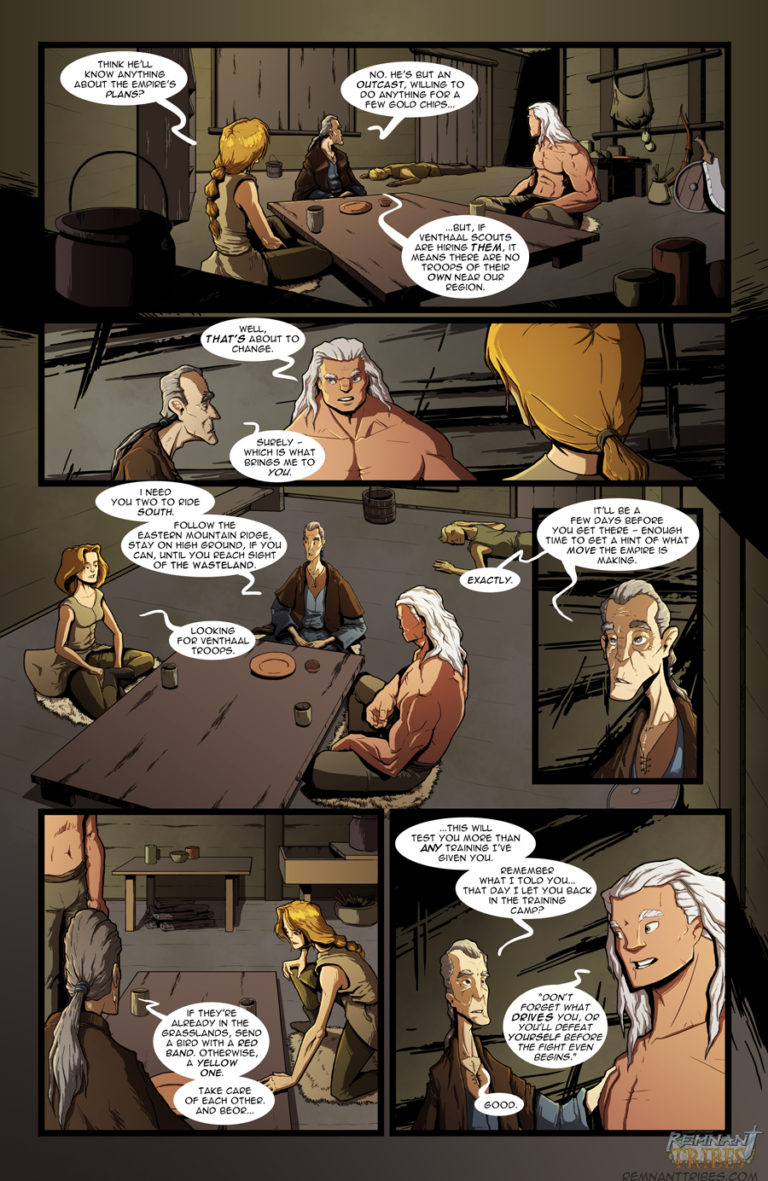 THINK HE'LL
KNOW ANYTHING
ABOUT THE EMPIRE'S
PLANS?
NO. HE'S BUT AN
OUTCAST, WILLING TO
DO ANYTHING FOR A
FEW GOLD CHIPS...
...BUT, IF
VENTHAAL SCOUTS
ARE HIRING THEM, IT
MEANS THERE ARE NO
TROOPS OF THEIR
OWN NEAR OUR
REGION.
WELL,
THAT'S ABOUT TO
CHANGE.
SURELY –
WHICH IS WHAT
BRINGS ME TO
YOU.
I NEED
YOU TWO TO RIDE
SOUTH.
FOLLOW THE
EASTERN MOUNTAIN RIDGE,
STAY ON HIGH GROUND, IF YOU
CAN, UNTIL YOU REACH SIGHT
OF THE WASTELAND.
LOOKING
FOR VENTHAAL
TROOPS.
EXACTLY.
IT'LL BE A
FEW DAYS BEFORE
YOU GET THERE – ENOUGH
TIME TO GET A HINT OF WHAT
MOVE THE EMPIRE IS
MAKING.
IF THEY'RE
ALREADY IN THE
GRASSLANDS, SEND
A BIRD WITH A RED
BAND. OTHERWISE,
A YELLOW
ONE.
TAKE CARE
OF EACH OTHER.
AND BEOR...
...THIS WILL
TEST YOU MORE THAN
ANY TRAINING I'VE
GIVEN YOU.
REMEMBER
WHAT I TOLD YOU...
THAT DAY I LET YOU BACK
IN THE TRAINING
CAMP?
"DON'T
FORGET WHAT
DRIVES YOU, OR
YOU'LL DEFEAT
YOURSELF BEFORE
THE FIGHT EVEN
BEGINS."
GOOD.
REMNANT
TRIBES
REMNANTTRIBES.COM